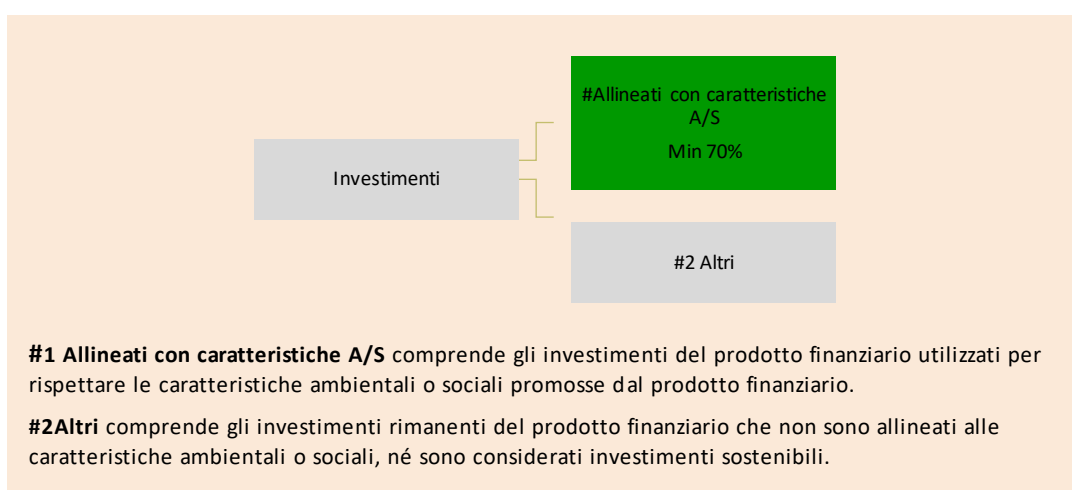 #Allineati con caratteristiche
A/S
Min 70%
Investimenti
#2 Altri
#1 Allineati con caratteristiche A/S comprende gli investimenti del prodotto finanziario utilizzati per
rispettare le caratteristiche ambientali o sociali promosse dal prodotto finanziario.
#2Altri comprende gli investimenti rimanenti del prodotto finanziario che non sono allineati alle
caratteristiche ambientali o sociali, né sono considerati investimenti sostenibili.